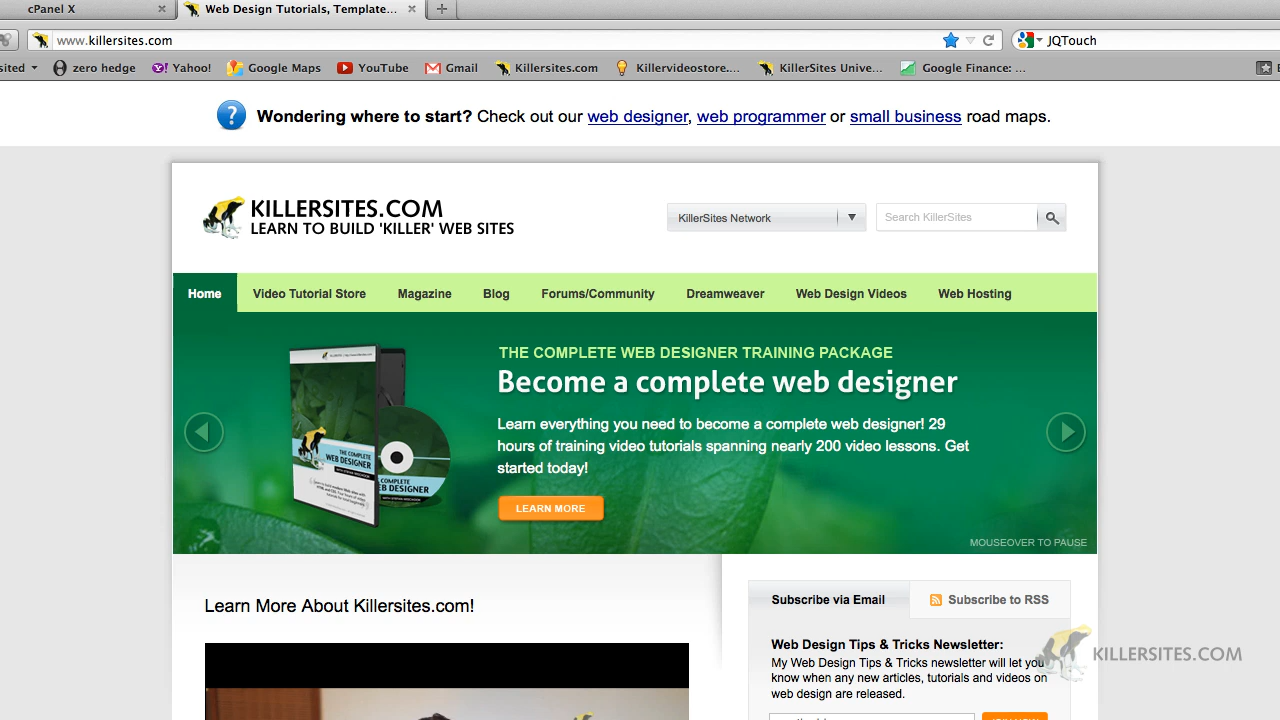 cPanel X
Web Design Tutorials, Template...
www.killersites.com
JQTouch
sited
zero hedge
Yahoo!
Google Maps
YouTube
Gmail
Killersites.com
Killervideostore....
KillerSites Unive...
Google Finance: ...
Wondering where to start? Check out our web designer, web programmer or small business road maps.
KILLERSITES.COM
LEARN TO BUILD 'KILLER' WEB SITES
KillerSites Network
Search KillerSites
Home
Video Tutorial Store
Magazine
Blog
Forums/Community
Dreamweaver
Web Design Videos
Web Hosting
THE COMPLETE WEB DESIGNER TRAINING PACKAGE
Become a complete web designer
Learn everything you need to become a complete web designer! 29
hours of training video tutorials spanning nearly 200 video lessons. Get
started today!
LEARN MORE
THE COMPLETE
WEB DESIGNER
MOUSEOVER TO PAUSE
Learn More About Killersites.com!
Subscribe via Email
Subscribe to RSS
Web Design Tips & Tricks Newsletter:
My Web Design Tips & Tricks newsletter will let you
know when any new articles, tutorials and videos on
web design are released.
KILLERSITES.COM